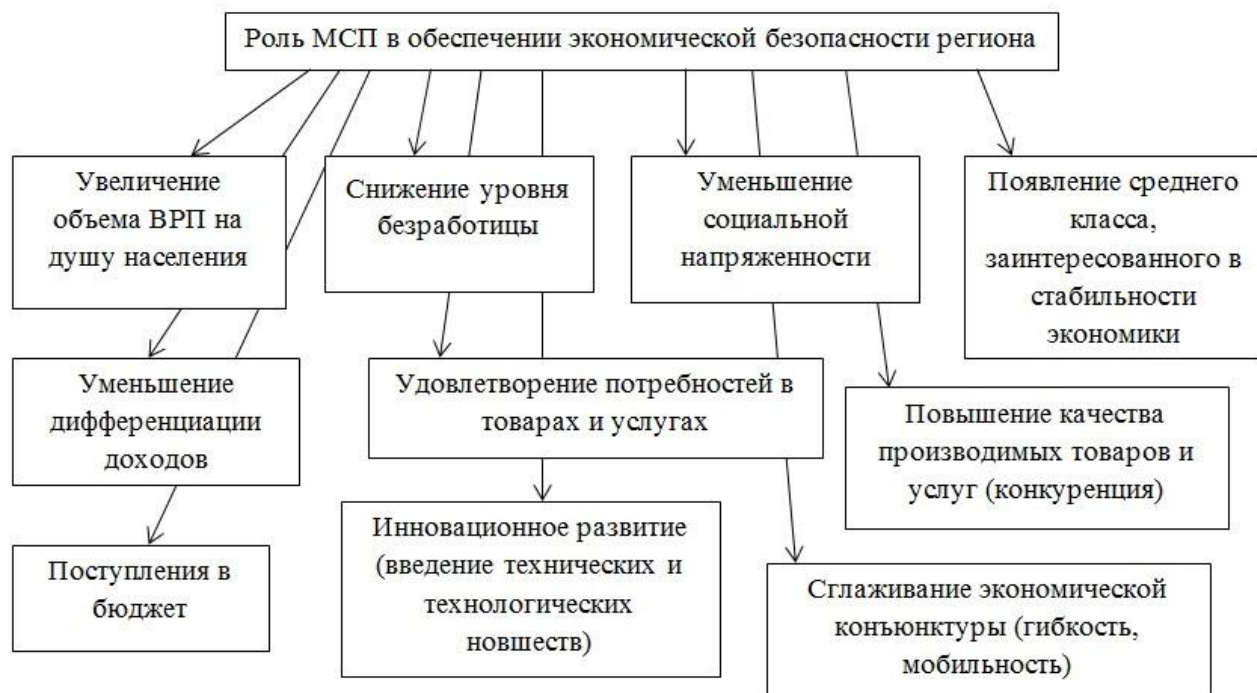 Роль МСП в обеспечении экономической безопасности региона
Увеличение
объема ВРП на
душу населения
Снижение уровня
безработицы
Уменьшение
социальной
напряженности
Появление среднего
класса,
заинтересованного в
стабильности
экономики
Уменьшение
дифференциации
доходов
Удовлетворение потребностей в
товарах и услугах
Повышение качества
производимых товаров и
услуг (конкуренция)
Поступления в
бюджет
Инновационное развитие
(введение технических и
технологических
новшеств)
Сглаживание экономической
конъюнктуры (гибкость,
мобильность)